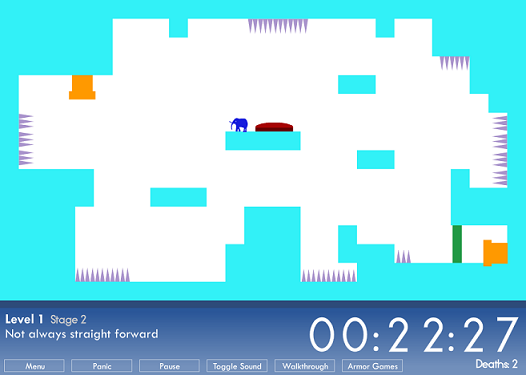 Level 1 Stage 2
Not always straight forward
00:22:27
Menu Panic Pause Toggle Sound Walkthrough Armor Games Deaths: 2